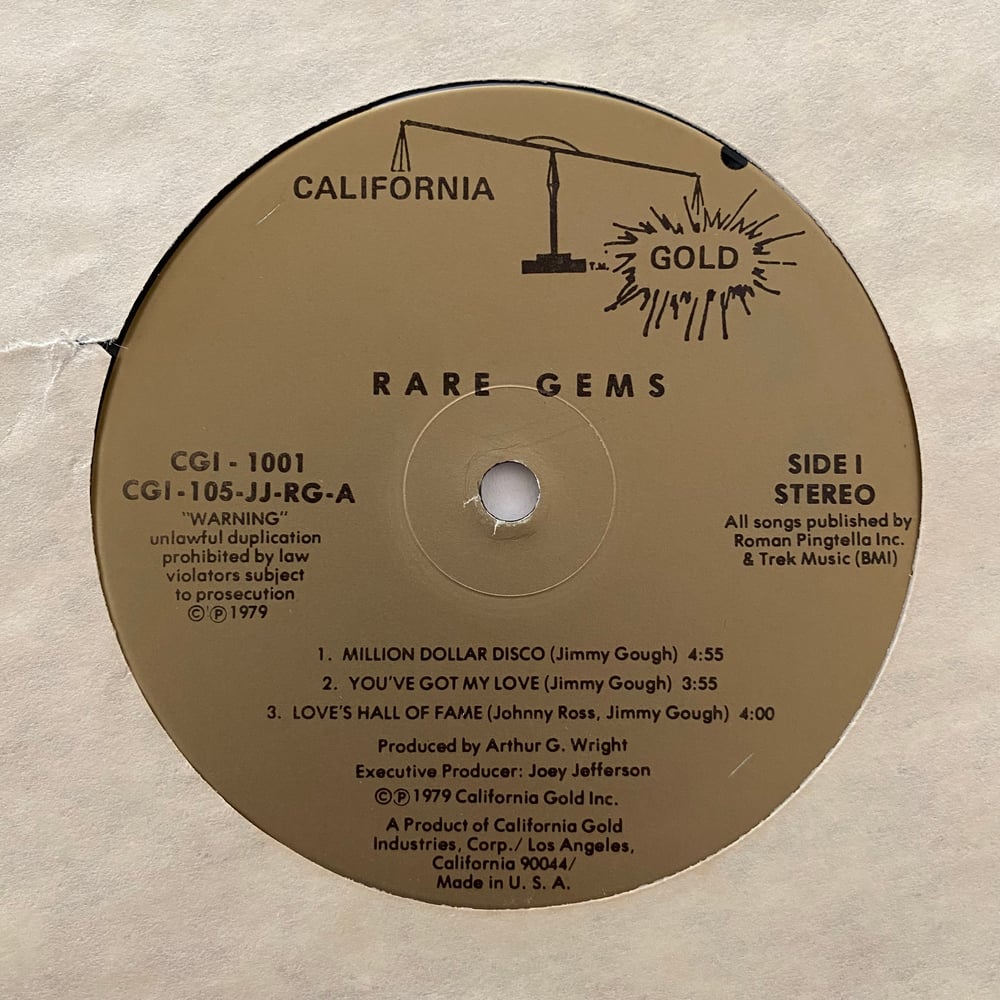 CALIFORNIA
T.M.
GOLD
RARE GEMS
CGI - 1001
CGI-105-JJ-RG-A
"WARNING"
unlawful duplication
prohibited by law
violators subject
to prosecution
©℗1979
SIDE I
STEREO
All songs published by
Roman Pingtella Inc.
& Trek Music (BMI)
1. MILLION DOLLAR DISCO (Jimmy Gough) 4:55
2. YOU'VE GOT MY LOVE (Jimmy Gough) 3:55
3. LOVE'S HALL OF FAME (Johnny Ross, Jimmy Gough) 4:00
Produced by Arthur G. Wright
Executive Producer: Joey Jefferson
©℗1979 California Gold Inc.
A Product of California Gold
Industries, Corp./ Los Angeles,
California 90044/
Made in U. S. A.